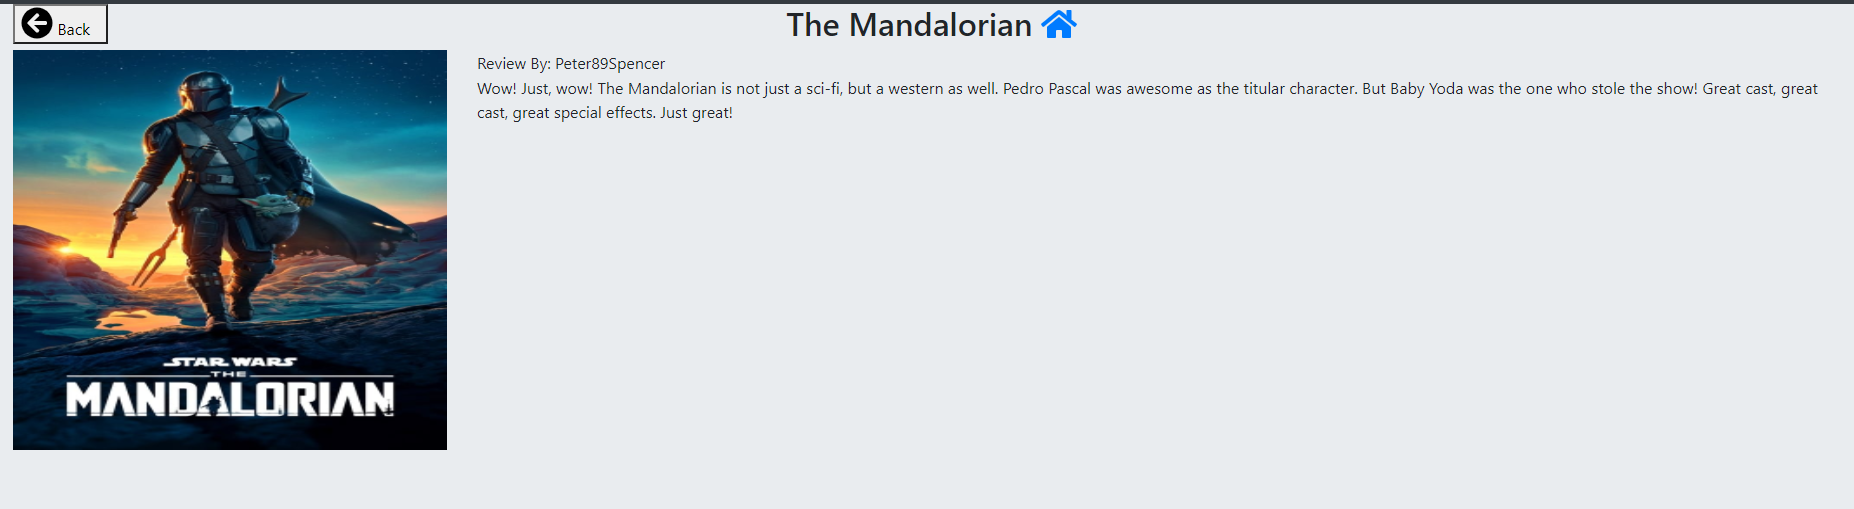 Back
The Mandalorian
Review By: Peter89Spencer
Wow! Just, wow! The Mandalorian is not just a sci-fi, but a western as well. Pedro Pascal was awesome as the titular character. But Baby Yoda was the one who stole the show! Great cast, great
cast, great special effects. Just great!
STAR WARS
THE
MANDALORIAN